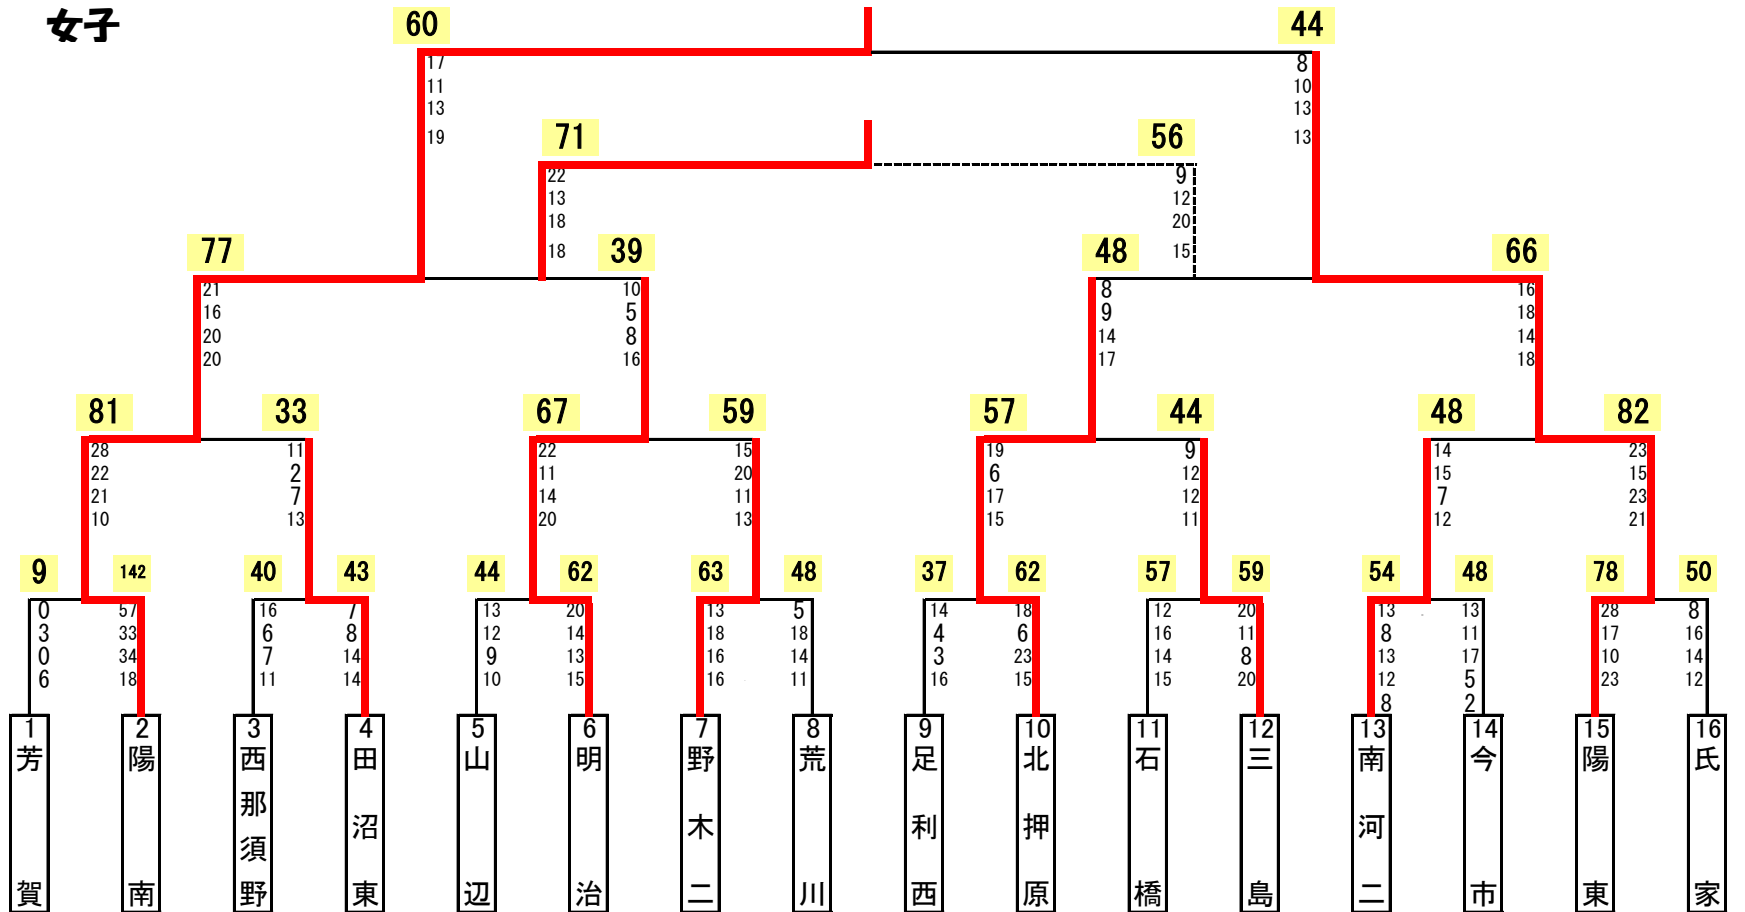 女子
60 44
17 8
11 10
13 13
19 13
71 56
22 9
13 12
18 20
18 15
77 39 48 66
21 10 8 16
16 5 9 18
20 8 14 14
20 16 17 18
81 33 67 59 57 44 48 82
28 11 22 15 19 9 14 23
22 2 11 20 6 12 15 15
21 7 14 11 17 12 7 23
10 13 20 13 15 11 12 21
9 142 40 43 44 62 63 48 37 62 57 59 54 48 78 50
0 57 16 7 13 20 13 5 14 18 12 20 13 13 28 8
3 33 6 8 12 14 18 18 4 6 16 11 8 11 17 16
0 34 7 14 9 13 16 14 3 23 14 8 13 17 10 14
6 18 11 14 10 15 16 11 16 15 15 20 12 5 23 12
8 2
1 芳賀
2 陽南
3 西那須野
4 田沼東
5 山辺
6 明治
7 野木二
8 荒川
9 足利西
10 北押原
11 石橋
12 三島
13 南河二
14 今市
15 陽東
16 氏家